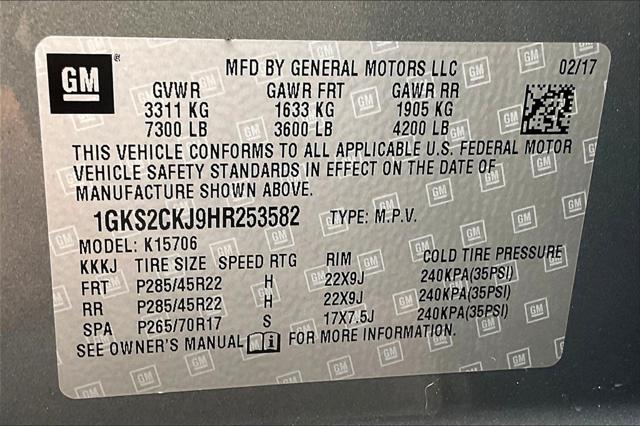 GM ®
MFD BY GENERAL MOTORS LLC 02/17
GVWR GAWR FRT GAWR RR
3311 KG 1633 KG 1905 KG
7300 LB 3600 LB 4200 LB
THIS VEHICLE CONFORMS TO ALL APPLICABLE U.S. FEDERAL MOTOR
VEHICLE SAFETY STANDARDS IN EFFECT ON THE DATE OF
MANUFACTURE SHOWN ABOVE.
1GKS2CKJ9HR253582 TYPE: M.P.V.
MODEL: K15706
KKKJ TIRE SIZE SPEED RTG RIM COLD TIRE PRESSURE
FRT P285/45R22 H 22X9J 240KPA(35PSI)
RR P285/45R22 H 22X9J 240KPA(35PSI)
SPA P265/70R17 S 17X7.5J 240KPA(35PSI)
SEE OWNER'S MANUAL i FOR MORE INFORMATION.